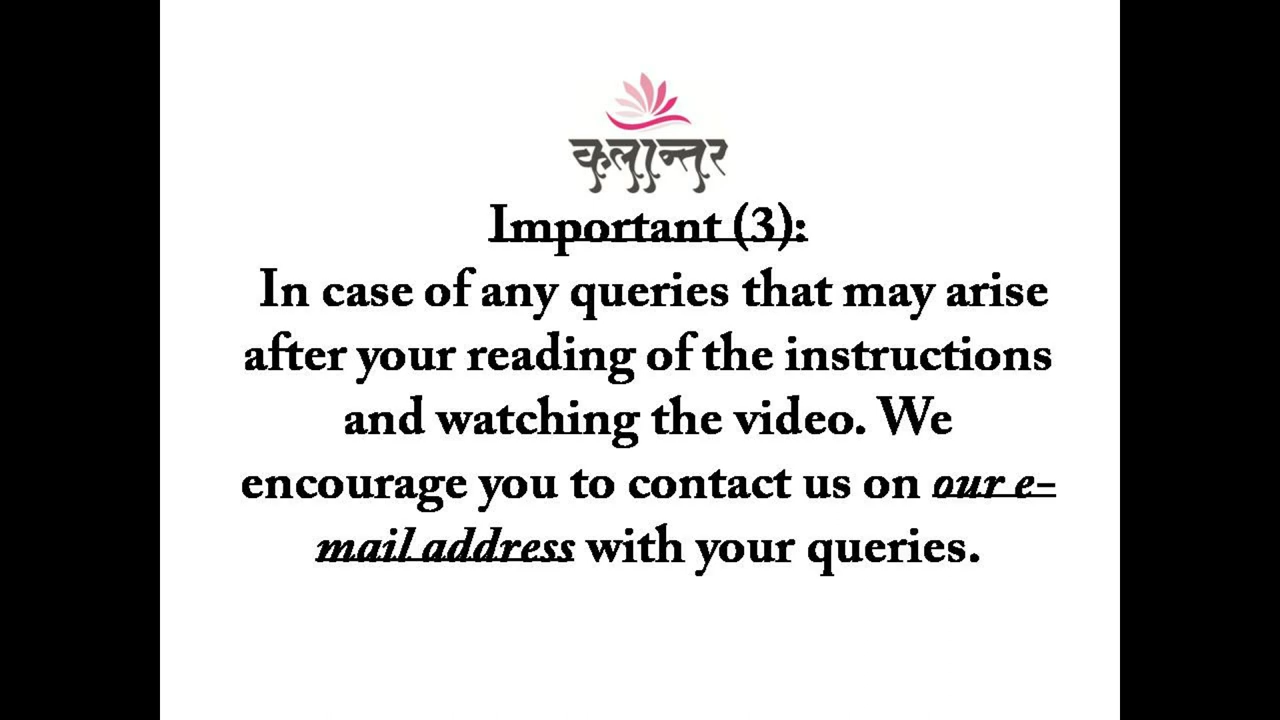 कलान्तर
Important (3):
In case of any queries that may arise
after your reading of the instructions
and watching the video. We
encourage you to contact us on our e-
mail address with your queries.